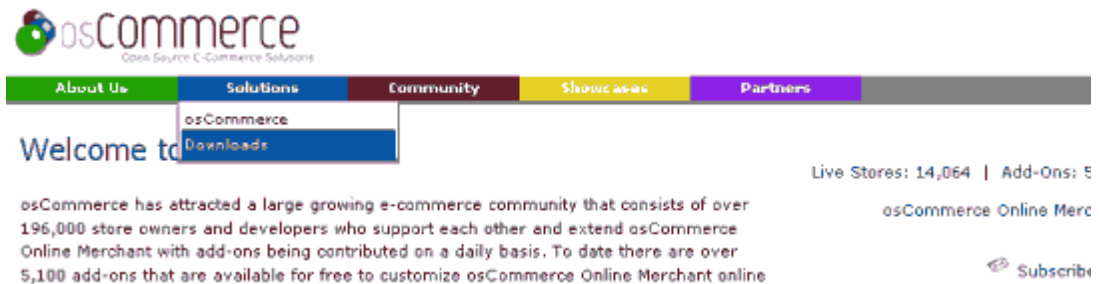 osCommerce
Open Source E-Commerce Solutions
About Us Solutions Community Showcases Partners
osCommerce
Downloads
Welcome to
Live Stores: 14,064 | Add-Ons: 5
osCommerce has attracted a large growing e-commerce community that consists of over
196,000 store owners and developers who support each other and extend osCommerce
Online Merchant with add-ons being contributed on a daily basis. To date there are over
5,100 add-ons that are available for free to customize osCommerce Online Merchant online
osCommerce Online Merc
Subscribe